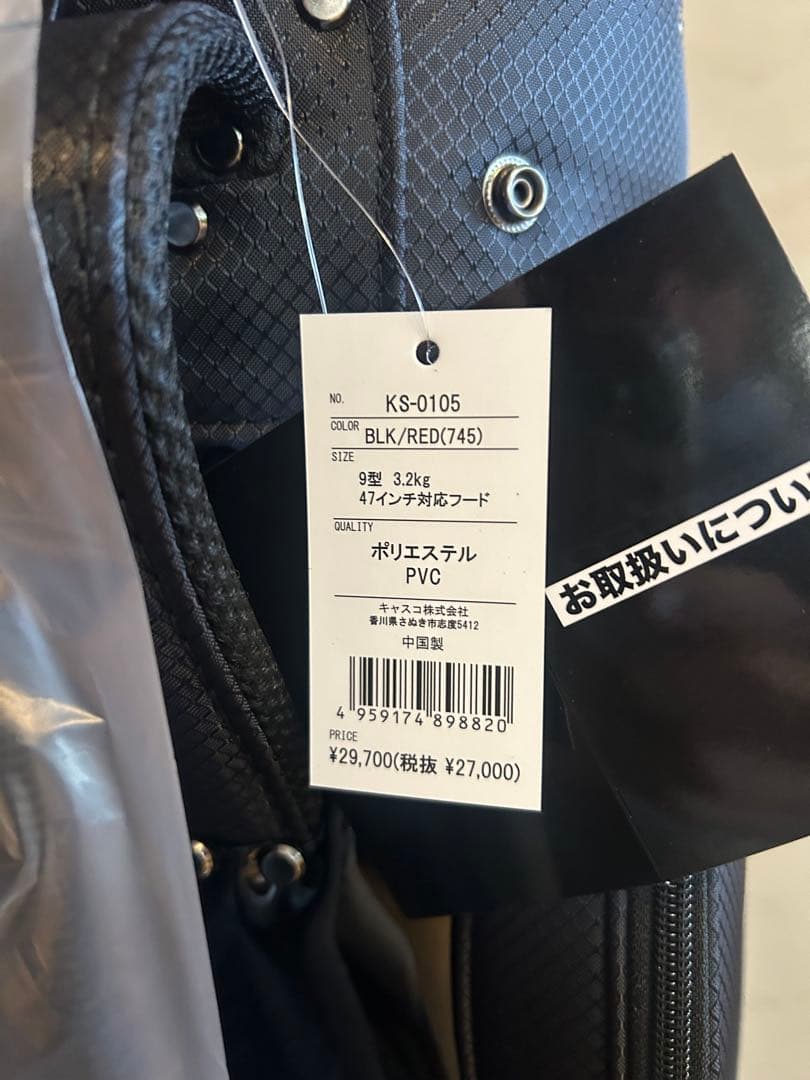 NO.
KS-0105
COLOR
BLK/RED(745)
SIZE
9型 3.2kg
47インチ対応フード
QUALITY
ポリエステル
PVC
キャスコ株式会社
香川県さぬき市志度5412
中国製
4 959174 898820
PRICE
¥29,700(税抜 ¥27,000)
お取扱いについ